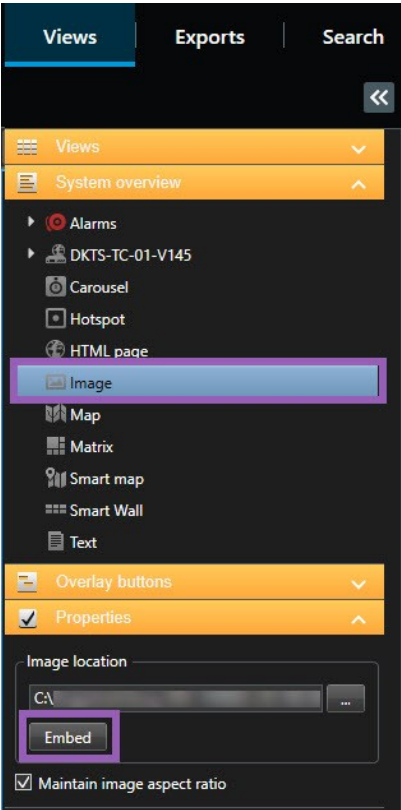 Views Exports Search
Views
System overview
Alarms
DKTS-TC-01-V145
Carousel
Hotspot
HTML page
Image
Map
Matrix
Smart map
Smart Wall
Text
Overlay buttons
Properties
Image location
C:\
...
Embed
Maintain image aspect ratio